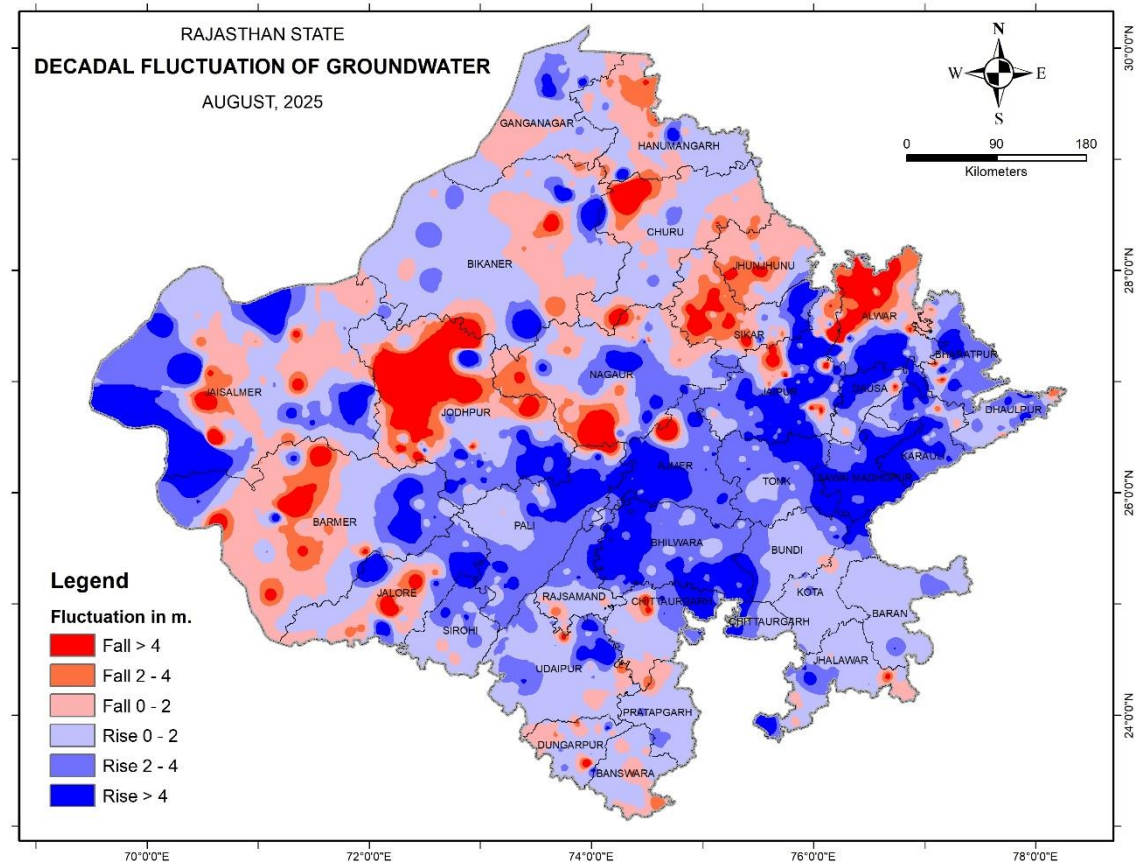 RAJASTHAN STATE
DECADAL FLUCTUATION OF GROUNDWATER
AUGUST, 2025
N
W
E
S
0 90 180
Kilometers
30°0'0"N
28°0'0"N
26°0'0"N
24°0'0"N
GANGANAGAR
HANUMANGARH
CHURU
BIKANER
JHUNJHUNU
ALWAR
SIKAR
BHARATPUR
NAGAUR
JAISALMER
JAIPUR
DAUSA
JODHPUR
DHAULPUR
KARAULI
AJMER
SAWAI MADHOPUR
TONK
BARMER
PALI
BHILWARA
BUNDI
JALORE
RAJSAMAND
CHITTAURGARH
KOTA
BARAN
CHITTAURGARH
SIROHI
UDAIPUR
JHALAWAR
PRATAPGARH
DUNGARPUR
BANSWARA
Legend
Fluctuation in m.
Fall > 4
Fall 2 - 4
Fall 0 - 2
Rise 0 - 2
Rise 2 - 4
Rise > 4
70°0'0"E
72°0'0"E
74°0'0"E
76°0'0"E
78°0'0"E